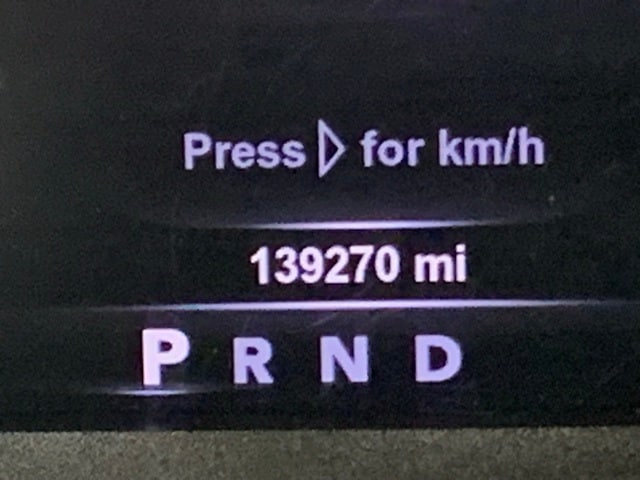 Press ▷ for km/h
139270 mi
P R N D